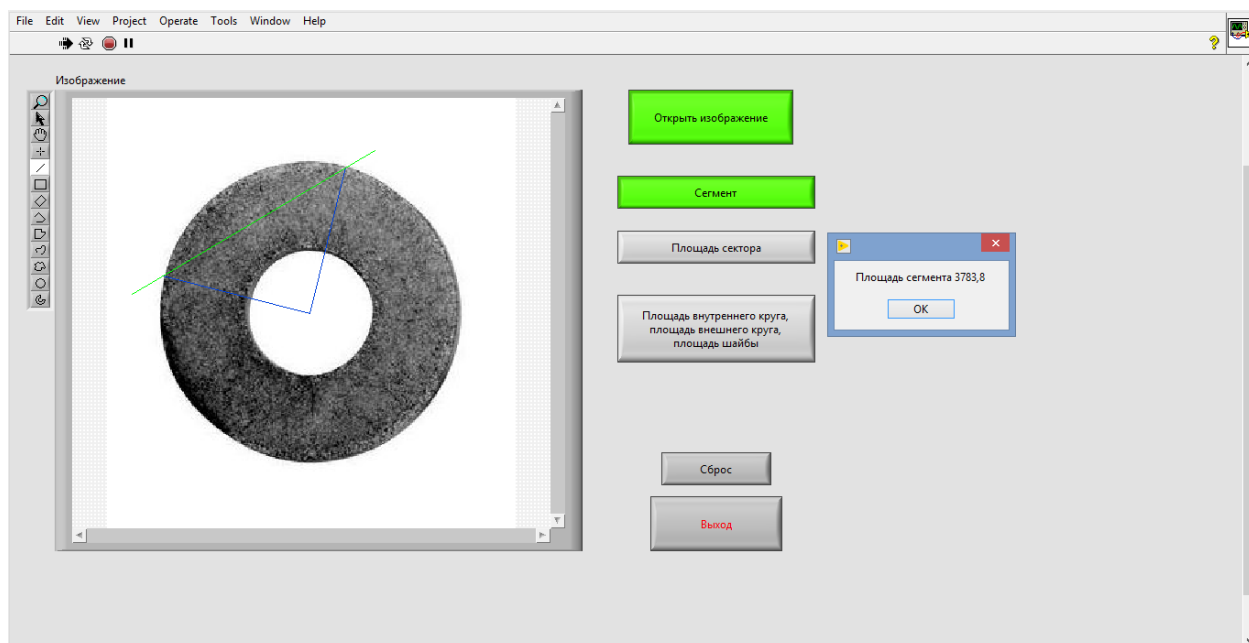 File Edit View Project Operate Tools Window Help
?
Изображение
Открыть изображение
Сегмент
Площадь сектора
Площадь сегмента 3783,8
OK
Площадь внутреннего круга,
площадь внешнего круга,
площадь шайбы
Сброс
Выход